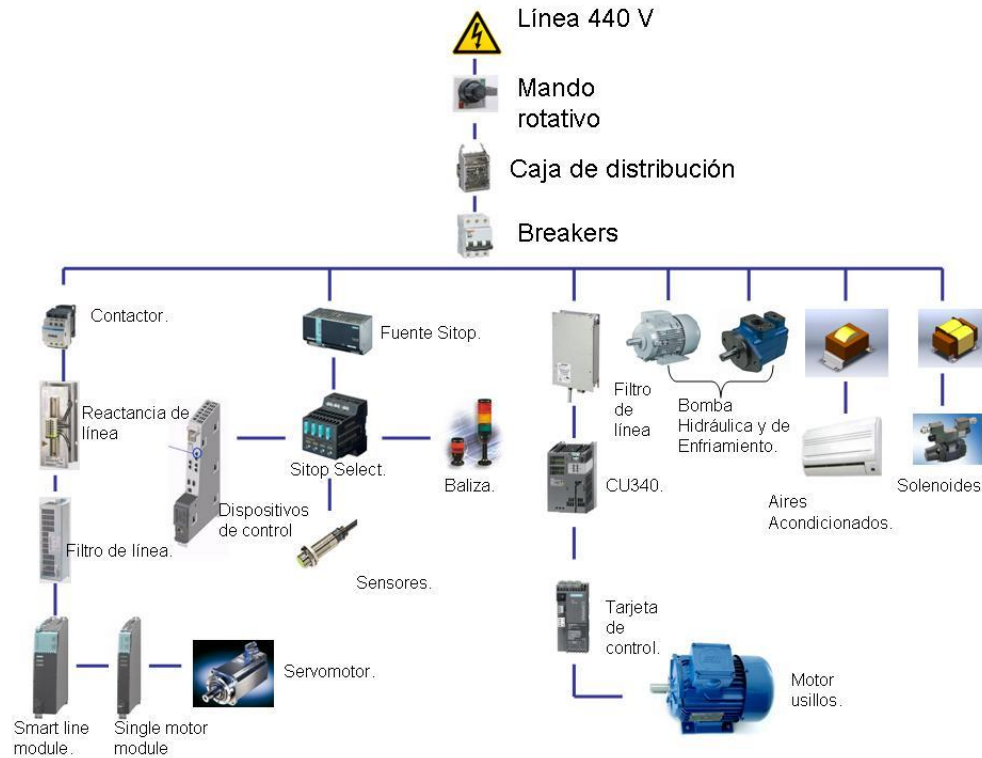 Línea 440 V
Mando
rotativo
Caja de distribución
Breakers
Contactor.
Fuente Sitop.
Reactancia de
línea
Filtro
de
línea
Bomba
Hidráulica y de
Enfriamiento.
Sitop Select.
Baliza.
CU340.
Aires
Acondicionados.
Solenoides.
Dispositivos
de control
Filtro de línea.
Sensores.
Tarjeta
de
control.
Servomotor.
Motor
usillos.
Smart line
module.
Single motor
module